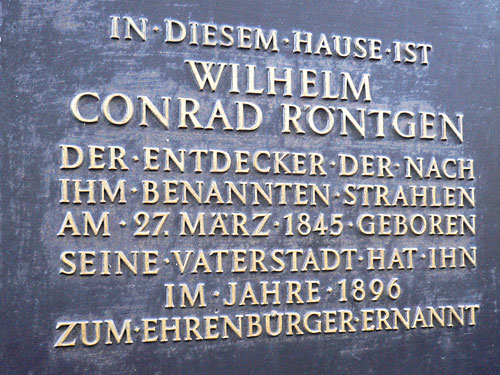 IN·DIESEM·HAUSE·IST
WILHELM
CONRAD RÖNTGEN
DER·ENTDECKER·DER·NACH
IHM·BENANNTEN·STRAHLEN
AM·27. MÄRZ·1845·GEBOREN
SEINE·VATERSTADT·HAT·IHN
IM·JAHRE·1896
ZUM·EHRENBÜRGER·ERNANNT